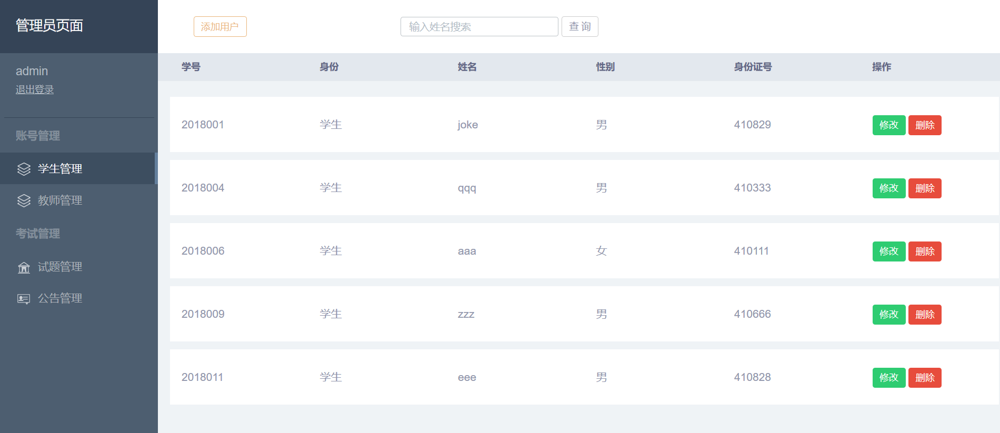 管理员页面
admin
退出登录
账号管理
学生管理
教师管理
考试管理
试题管理
公告管理
添加用户 输入姓名搜索 查 询
学号 身份 姓名 性别 身份证号 操作
2018001 学生 joke 男 410829 修改 删除
2018004 学生 qqq 男 410333 修改 删除
2018006 学生 aaa 女 410111 修改 删除
2018009 学生 zzz 男 410666 修改 删除
2018011 学生 eee 男 410828 修改 删除